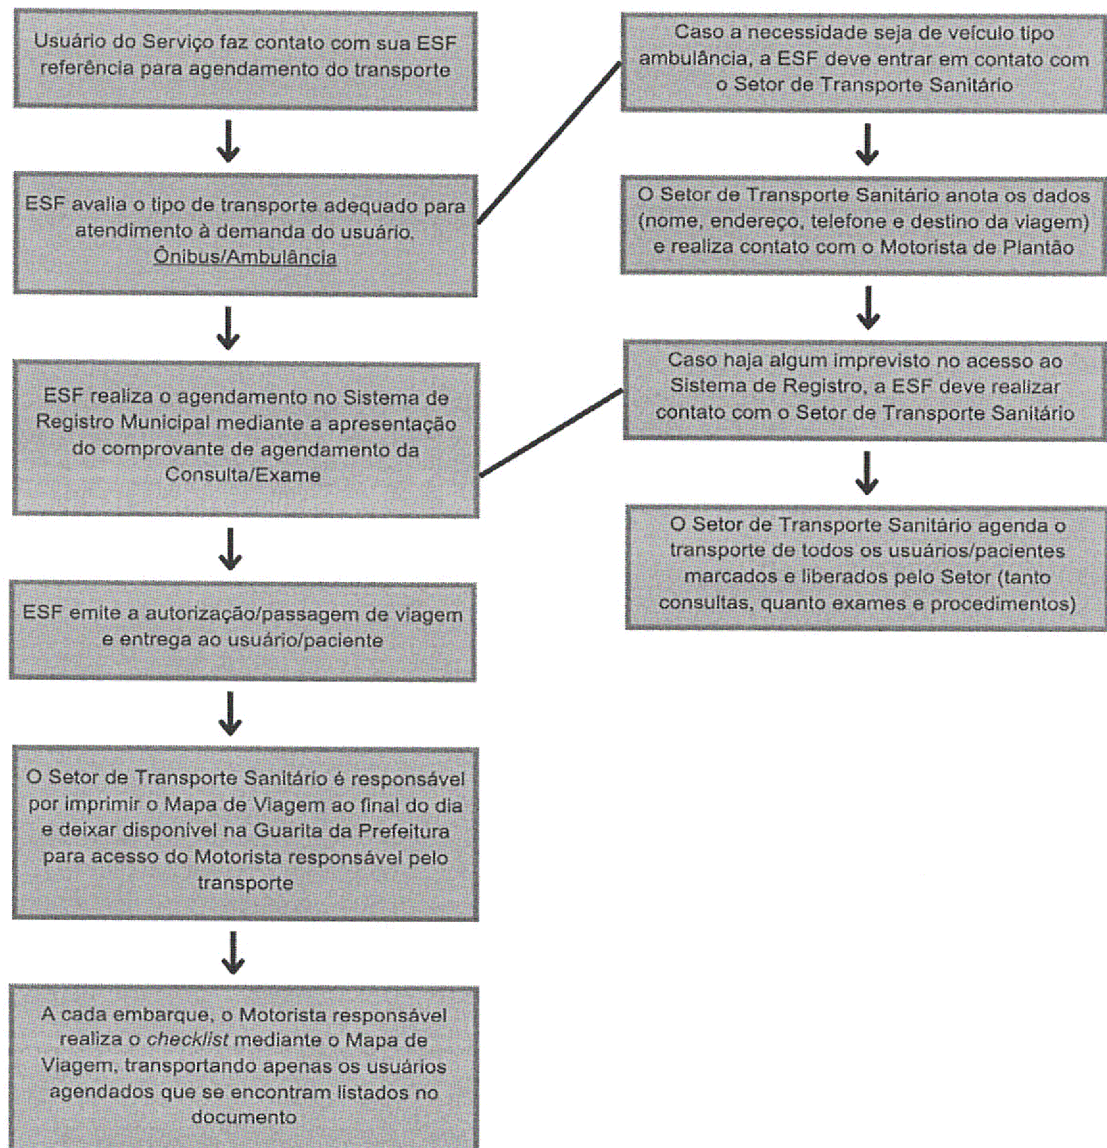 Usuário do Serviço faz contato com sua ESF
referência para agendamento do transporte
ESF avalia o tipo de transporte adequado para
atendimento à demanda do usuário.
Ônibus/Ambulância
ESF realiza o agendamento no Sistema de
Registro Municipal mediante a apresentação
do comprovante de agendamento da
Consulta/Exame
ESF emite a autorização/passagem de viagem
e entrega ao usuário/paciente
O Setor de Transporte Sanitário é responsável
por imprimir o Mapa de Viagem ao final do dia
e deixar disponível na Guarita da Prefeitura
para acesso do Motorista responsável pelo
transporte
A cada embarque, o Motorista responsável
realiza o checklist mediante o Mapa de
Viagem, transportando apenas os usuários
agendados que se encontram listados no
documento
Caso a necessidade seja de veículo tipo
ambulância, a ESF deve entrar em contato com
o Setor de Transporte Sanitário
O Setor de Transporte Sanitário anota os dados
(nome, endereço, telefone e destino da viagem)
e realiza contato com o Motorista de Plantão
Caso haja algum imprevisto no acesso ao
Sistema de Registro, a ESF deve realizar
contato com o Setor de Transporte Sanitário
O Setor de Transporte Sanitário agenda o
transporte de todos os usuários/pacientes
marcados e liberados pelo Setor (tanto
consultas, quanto exames e procedimentos)